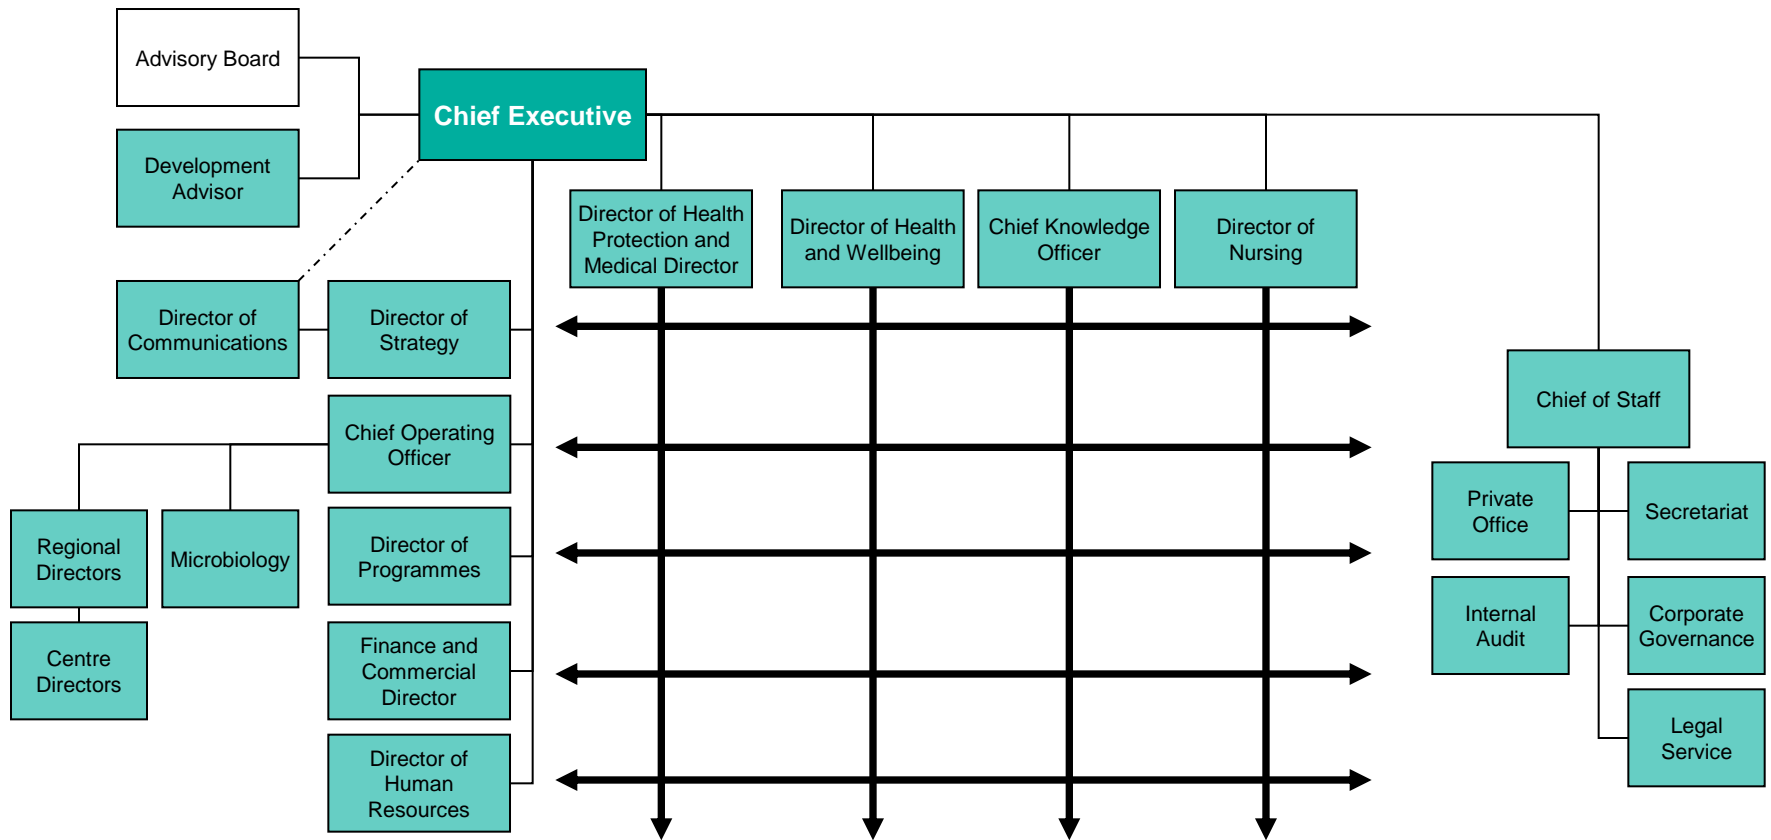 Advisory Board
Chief Executive
Development
Advisor
Director of Health
Protection and
Medical Director
Director of Health
and Wellbeing
Chief Knowledge
Officer
Director of
Nursing
Director of
Communications
Director of
Strategy
Chief of Staff
Chief Operating
Officer
Private
Office
Secretariat
Regional
Directors
Microbiology
Director of
Programmes
Internal
Audit
Corporate
Governance
Centre
Directors
Finance and
Commercial
Director
Legal
Service
Director of
Human
Resources